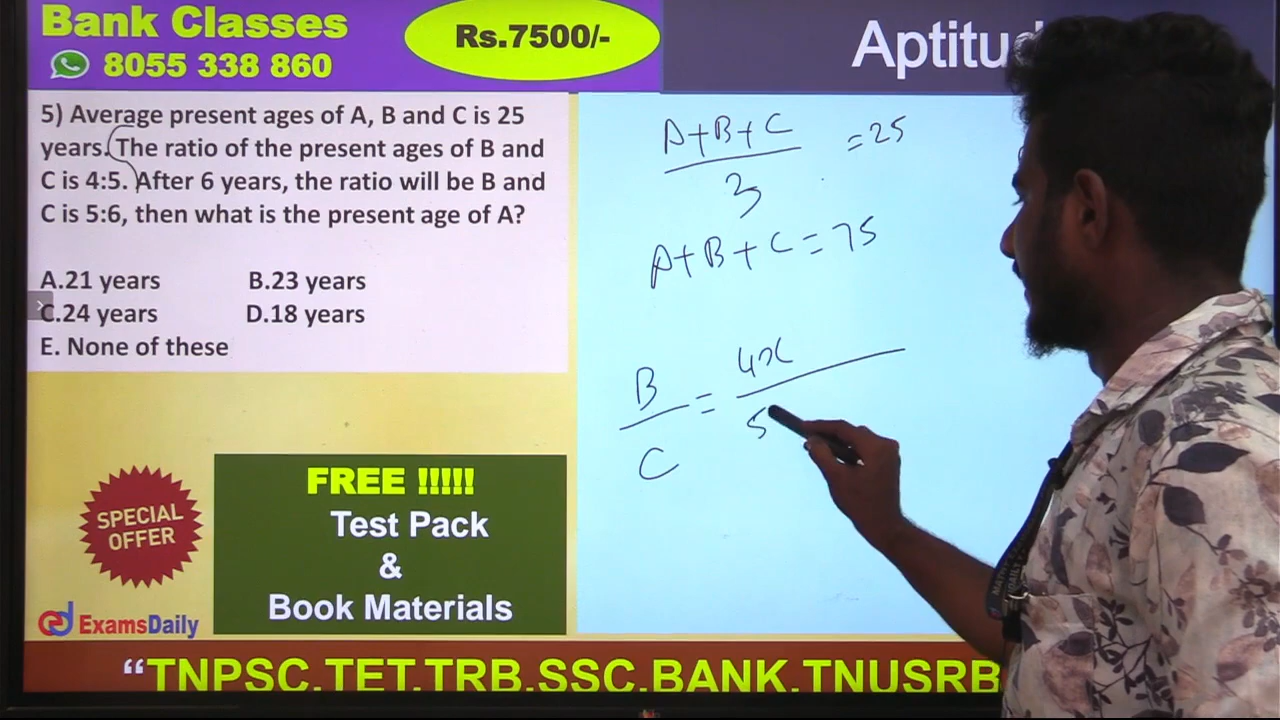 Bank Classes
8055 338 860
Rs.7500/-
5) Average present ages of A, B and C is 25
years. The ratio of the present ages of B and
C is 4:5. After 6 years, the ratio will be B and
C is 5:6, then what is the present age of A?
A.21 years B.23 years
C.24 years D.18 years
E. None of these
A+B+C
=25
3
A+B+C=75
B
=
4x
C
5
SPECIAL
OFFER
FREE !!!!!
Test Pack
&
Book Materials
ExamsDaily
“TNPSC.TET.TRB.SSC.BANK.TNUSRB